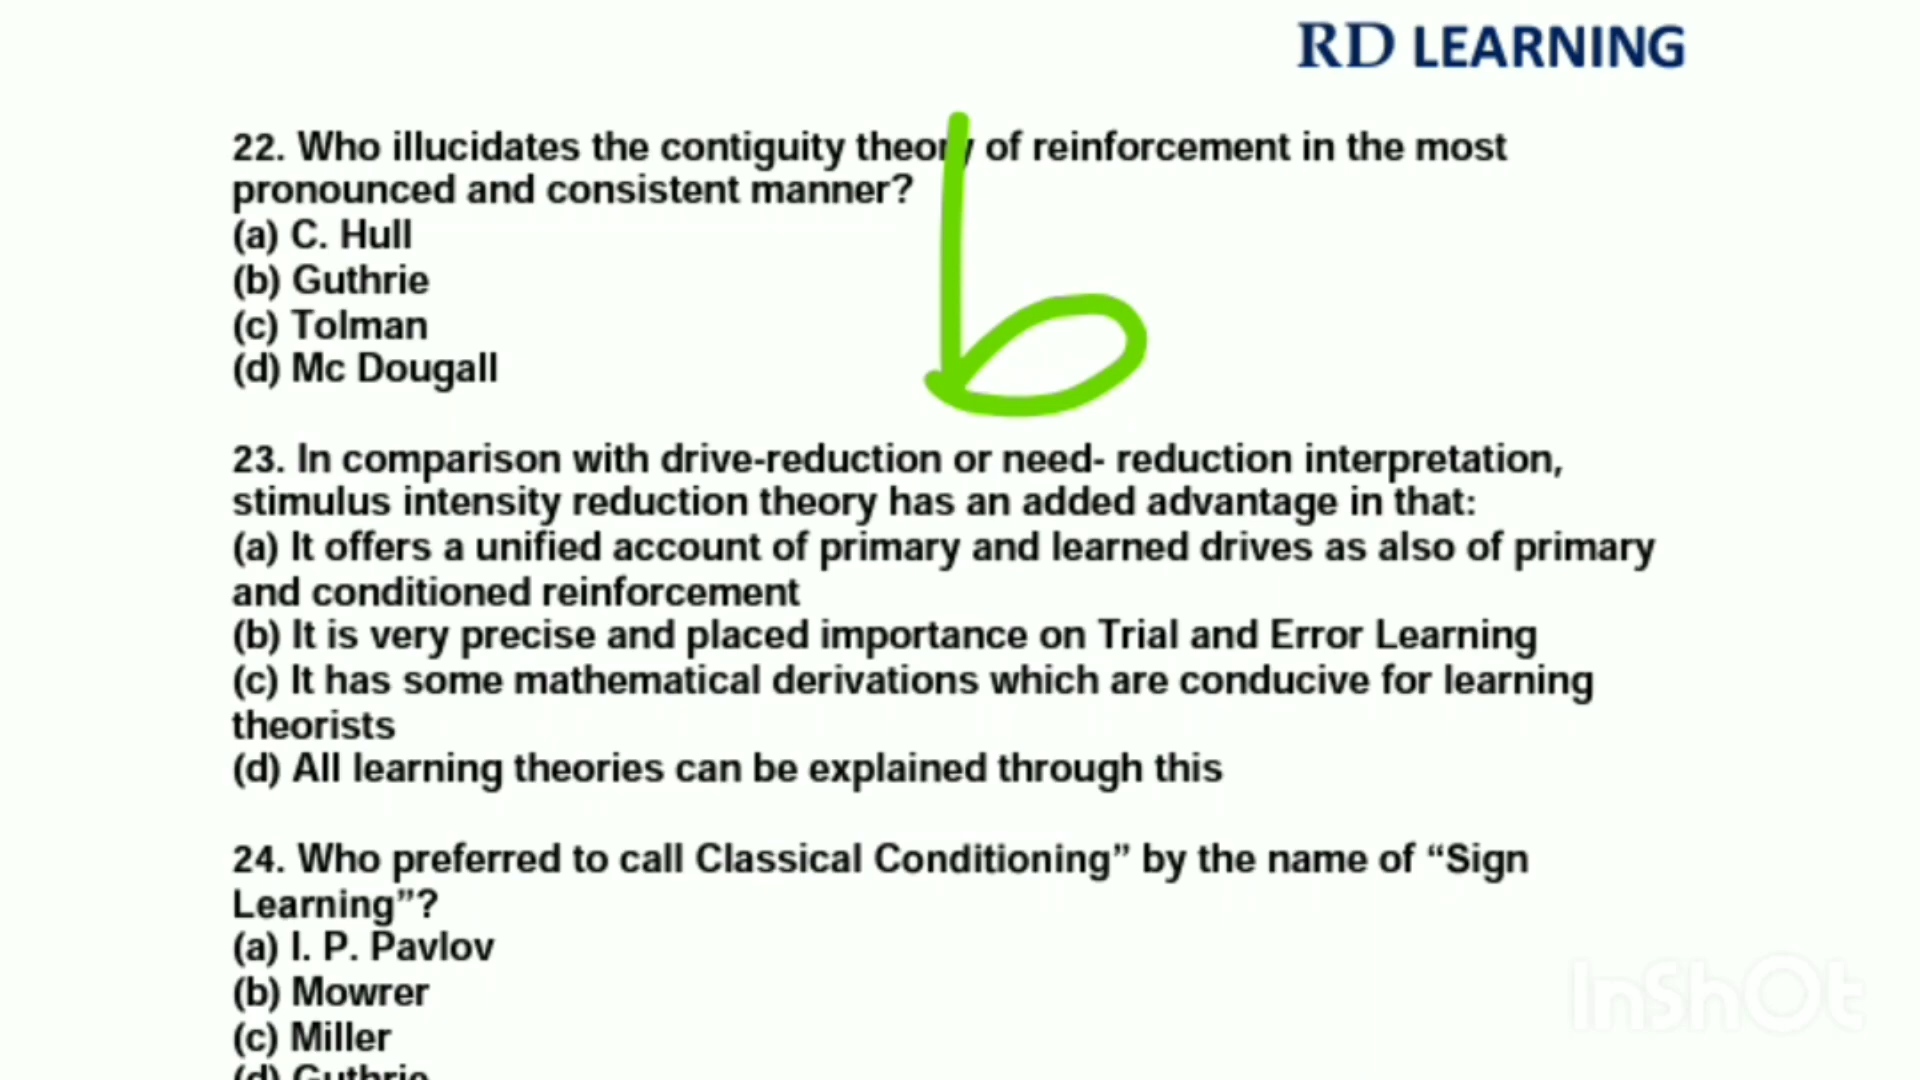 RD LEARNING
22. Who illucidates the contiguity theory of reinforcement in the most
pronounced and consistent manner?
(a) C. Hull
(b) Guthrie
(c) Tolman
(d) Mc Dougall
b
23. In comparison with drive-reduction or need- reduction interpretation,
stimulus intensity reduction theory has an added advantage in that:
(a) It offers a unified account of primary and learned drives as also of primary
and conditioned reinforcement
(b) It is very precise and placed importance on Trial and Error Learning
(c) It has some mathematical derivations which are conducive for learning
theorists
(d) All learning theories can be explained through this
24. Who preferred to call Classical Conditioning” by the name of “Sign
Learning”?
(a) I. P. Pavlov
(b) Mowrer
(c) Miller
(d) Guthrie
InShOt